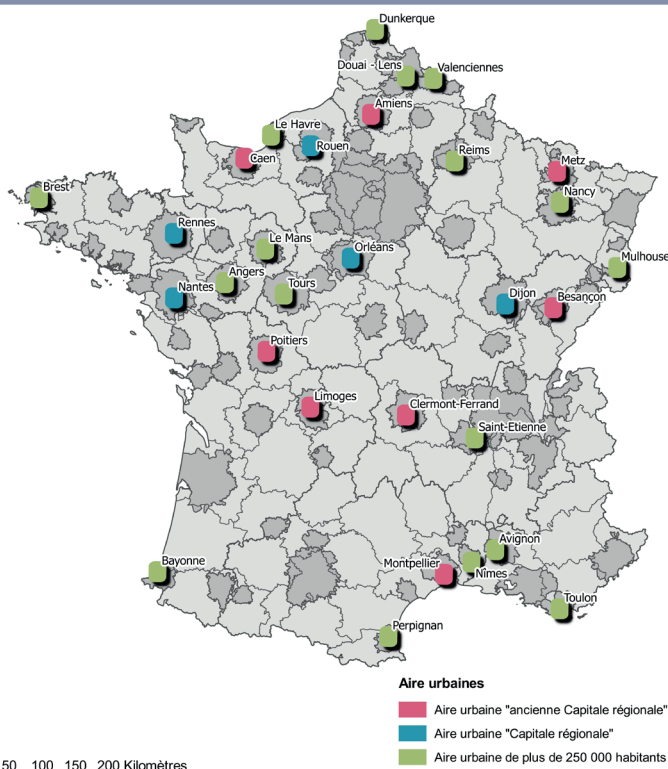 Dunkerque
Douai - Lens
Valenciennes
Amiens
Le Havre
Rouen
Caen
Reims
Metz
Nancy
Brest
Rennes
Le Mans
Orléans
Mulhouse
Angers
Tours
Nantes
Dijon
Besançon
Poitiers
Limoges
Clermont-Ferrand
Saint-Etienne
Avignon
Bayonne
Montpellier
Nîmes
Toulon
Perpignan
Aire urbaines
Aire urbaine "ancienne Capitale régionale"
Aire urbaine "Capitale régionale"
Aire urbaine de plus de 250 000 habitants
50 100 150 200 Kilomètres